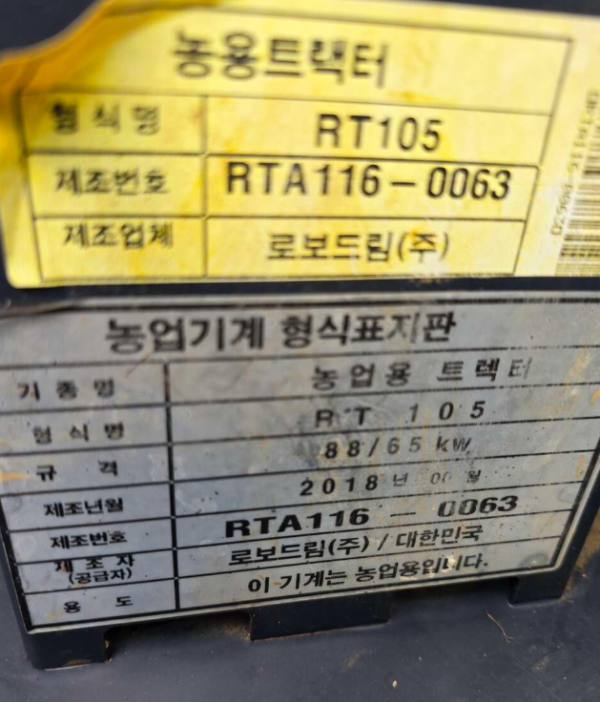 농용트랙터
형식명 RT105
제조번호 RTA116-0063
제조업체 로보드림(주)
농업기계 형식표지판
기종명 농업용 트렉터
형식명 RT 105
규격 88/65 kW
제조년월 2018년 월
제조번호 RTA116 - 0063
제조자 로보드림(주) / 대한민국
(공급자)
용도 이 기계는 농업용입니다.